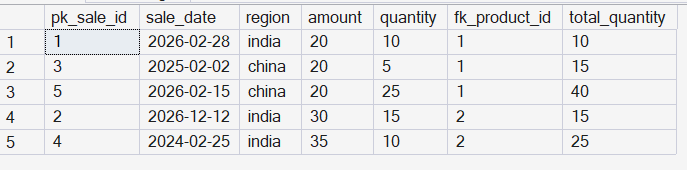 pk_sale_id sale_date region amount quantity fk_product_id total_quantity
1 1 2026-02-28 india 20 10 1 10
2 3 2025-02-02 china 20 5 1 15
3 5 2026-02-15 china 20 25 1 40
4 2 2026-12-12 india 30 15 2 15
5 4 2024-02-25 india 35 10 2 25